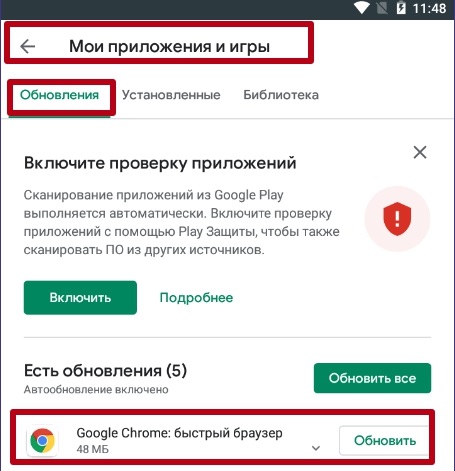 11:48
Мои приложения и игры
Обновления Установленные Библиотека
Включите проверку приложений
Сканирование приложений из Google Play
выполняется автоматически. Включите проверку
приложений с помощью Play Защиты, чтобы также
сканировать ПО из других источников.
Включить Подробнее
Есть обновления (5)
Автообновление включено
Обновить все
Google Chrome: быстрый браузер
48 МБ
Обновить